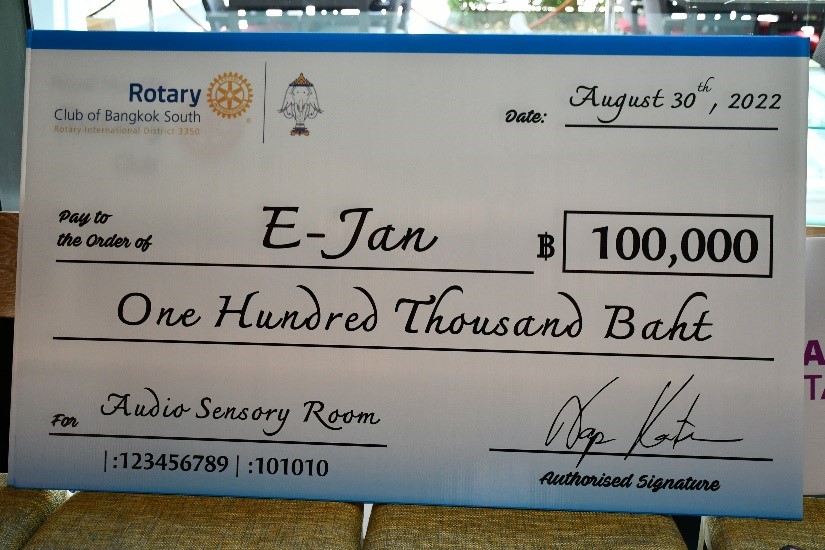 Rotary
Club of Bangkok South
Rotary International District 3350
Date: August 30th, 2022
Pay to
the Order of E-Jan ฿ 100,000
One Hundred Thousand Baht
For Audio Sensory Room
|:123456789|:101010
Authorised Signature